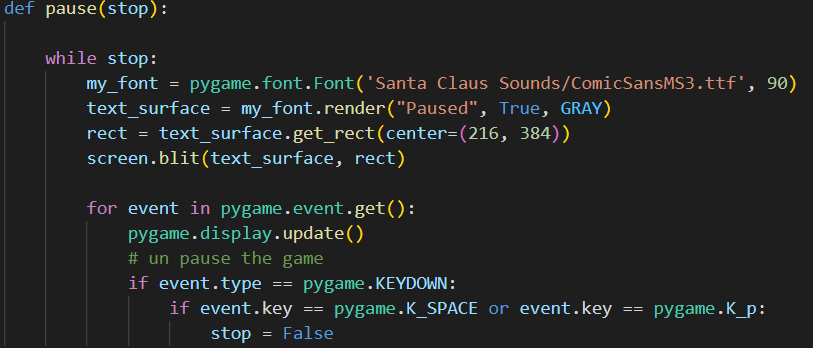 def pause(stop):
while stop:
my_font = pygame.font.Font('Santa Claus Sounds/ComicSansMS3.ttf', 90)
text_surface = my_font.render("Paused", True, GRAY)
rect = text_surface.get_rect(center=(216, 384))
screen.blit(text_surface, rect)
for event in pygame.event.get():
pygame.display.update()
# un pause the game
if event.type == pygame.KEYDOWN:
if event.key == pygame.K_SPACE or event.key == pygame.K_p:
stop = False